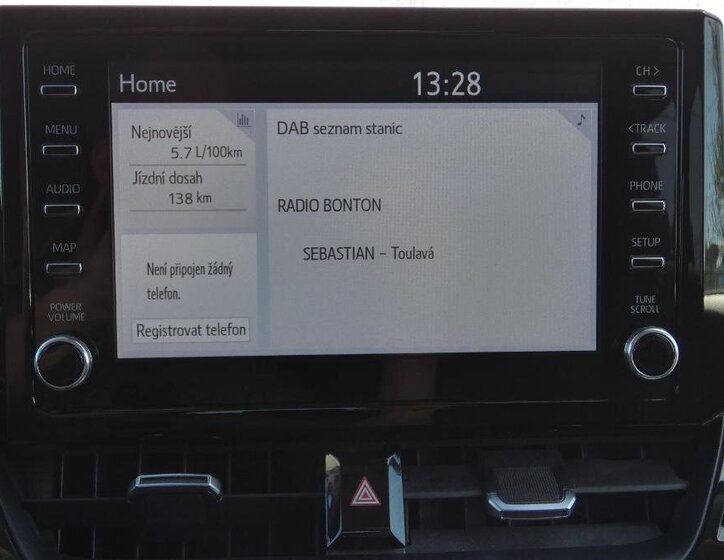 HOME
MENU
AUDIO
MAP
POWER
VOLUME
Home
13:28
Nejnovější
5.7 L/100km
Jízdní dosah
138 km
Není připojen žádný
telefon.
Registrovat telefon
DAB seznam stanic
RADIO BONTON
SEBASTIAN – Toulavá
CH >
< TRACK
PHONE
SETUP
TUNE
SCROLL